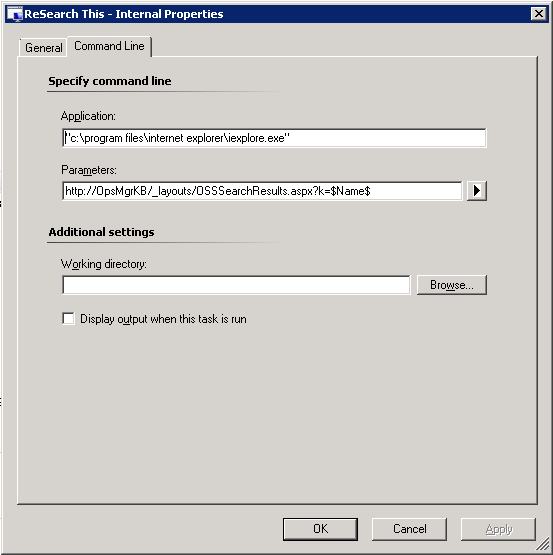 ReSearch This - Internal Properties
General
Command Line
Specify command line
Application:
"c:\program files\internet explorer\iexplore.exe"
Parameters:
http://OpsMgrKB/_layouts/OSSSearchResults.aspx?k=$Name$
Additional settings
Working directory:
Browse...
Display output when this task is run
OK
Cancel
Apply